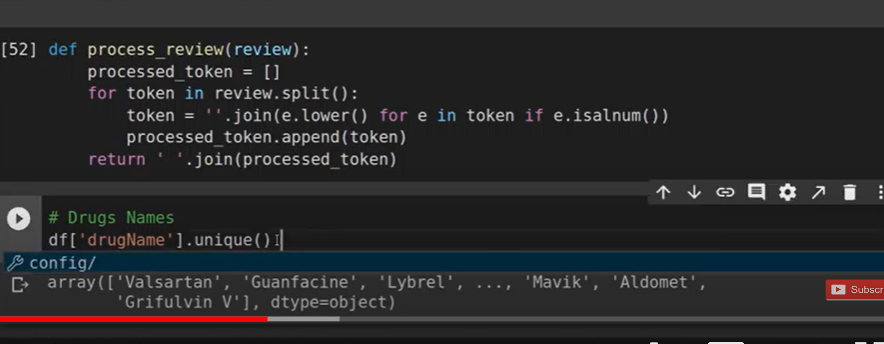 [52] def process_review(review):
processed_token = []
for token in review.split():
token = ''.join(e.lower() for e in token if e.isalnum())
processed_token.append(token)
return ' '.join(processed_token)
# Drugs Names
df['drugName'].unique()
config/
array(['Valsartan', 'Guanfacine', 'Lybrel', ..., 'Mavik', 'Aldomet',
'Grifulvin V'], dtype=object)
Subscr